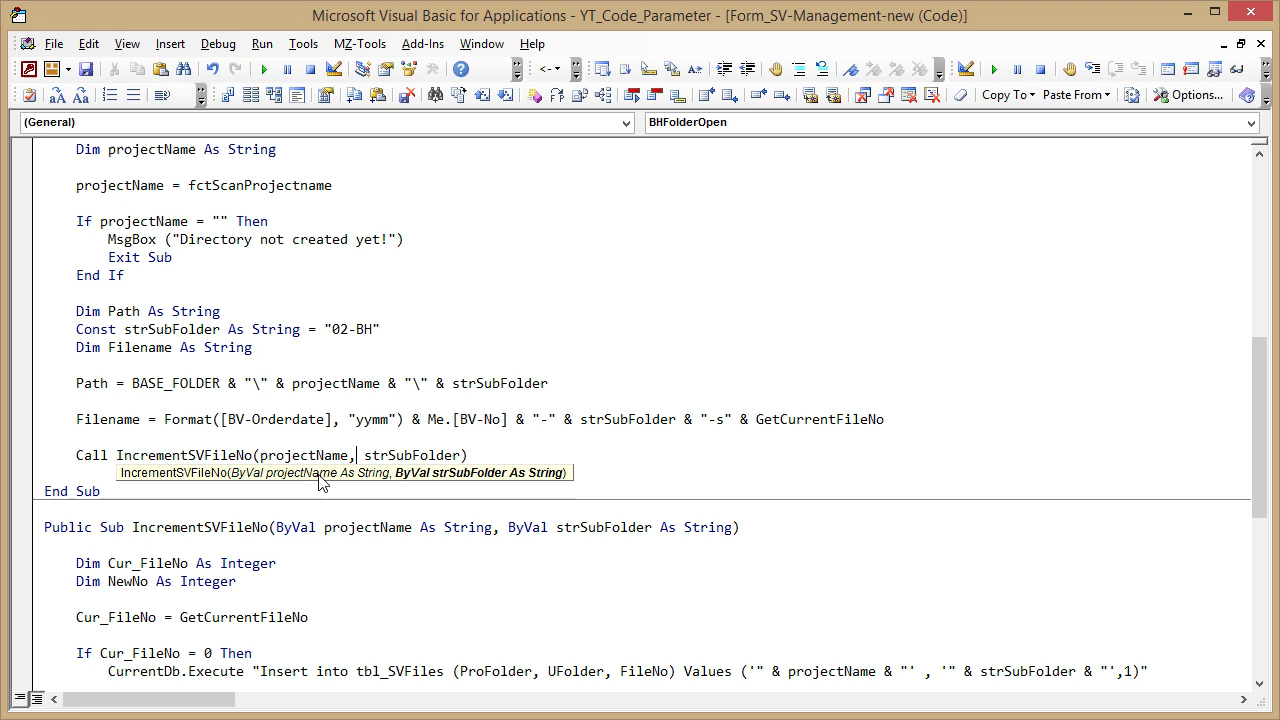 Microsoft Visual Basic for Applications - YT_Code_Parameter - [Form_SV-Management-new (Code)]
File Edit View Insert Format Debug Run Tools MZ-Tools Add-Ins Window Help
Copy To Paste From Options...
(General) BHFolderOpen
Dim projectName As String
projectName = fctScanProjectname
If projectName = "" Then
MsgBox ("Directory not created yet!")
Exit Sub
End If
Dim Path As String
Const strSubFolder As String = "02-BH"
Dim Filename As String
Path = BASE_FOLDER & "\" & projectName & "\" & strSubFolder
Filename = Format([BV-Orderdate], "yymm") & Me.[BV-No] & "-" & strSubFolder & "-s" & GetCurrentFileNo
Call IncrementSVFileNo(projectName, strSubFolder)
IncrementSVFileNo(ByVal projectName As String, ByVal strSubFolder As String)
End Sub
Public Sub IncrementSVFileNo(ByVal projectName As String, ByVal strSubFolder As String)
Dim Cur_FileNo As Integer
Dim NewNo As Integer
Cur_FileNo = GetCurrentFileNo
If Cur_FileNo = 0 Then
CurrentDb.Execute "Insert into tbl_SVFiles (ProFolder, UFolder, FileNo) Values ('" & projectName & "' , '" & strSubFolder & "',1)"